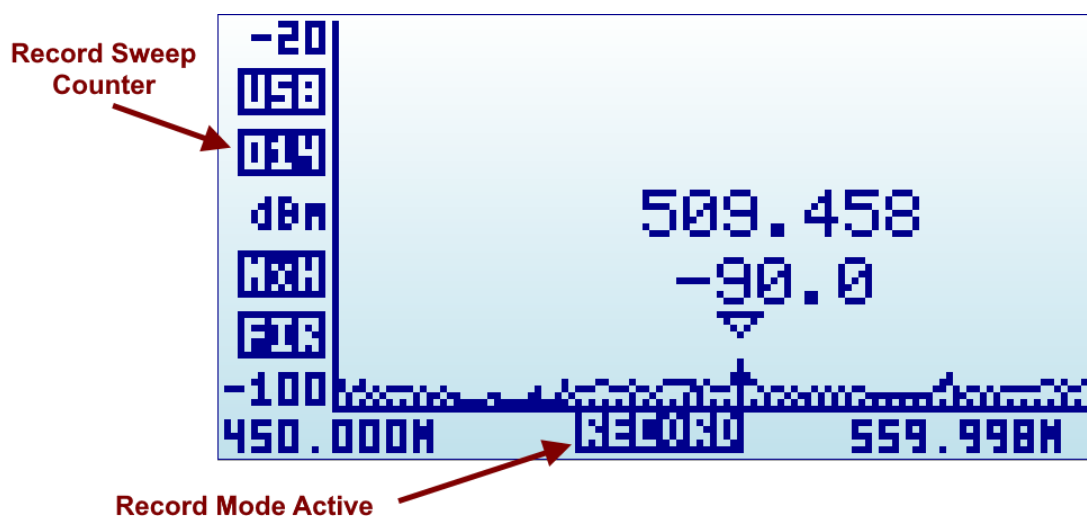 Record Sweep
Counter
-20
USB
014
dBm
MXH
FIR
-100
509.458
-90.0
450.000M
RECORD
559.998M
Record Mode Active